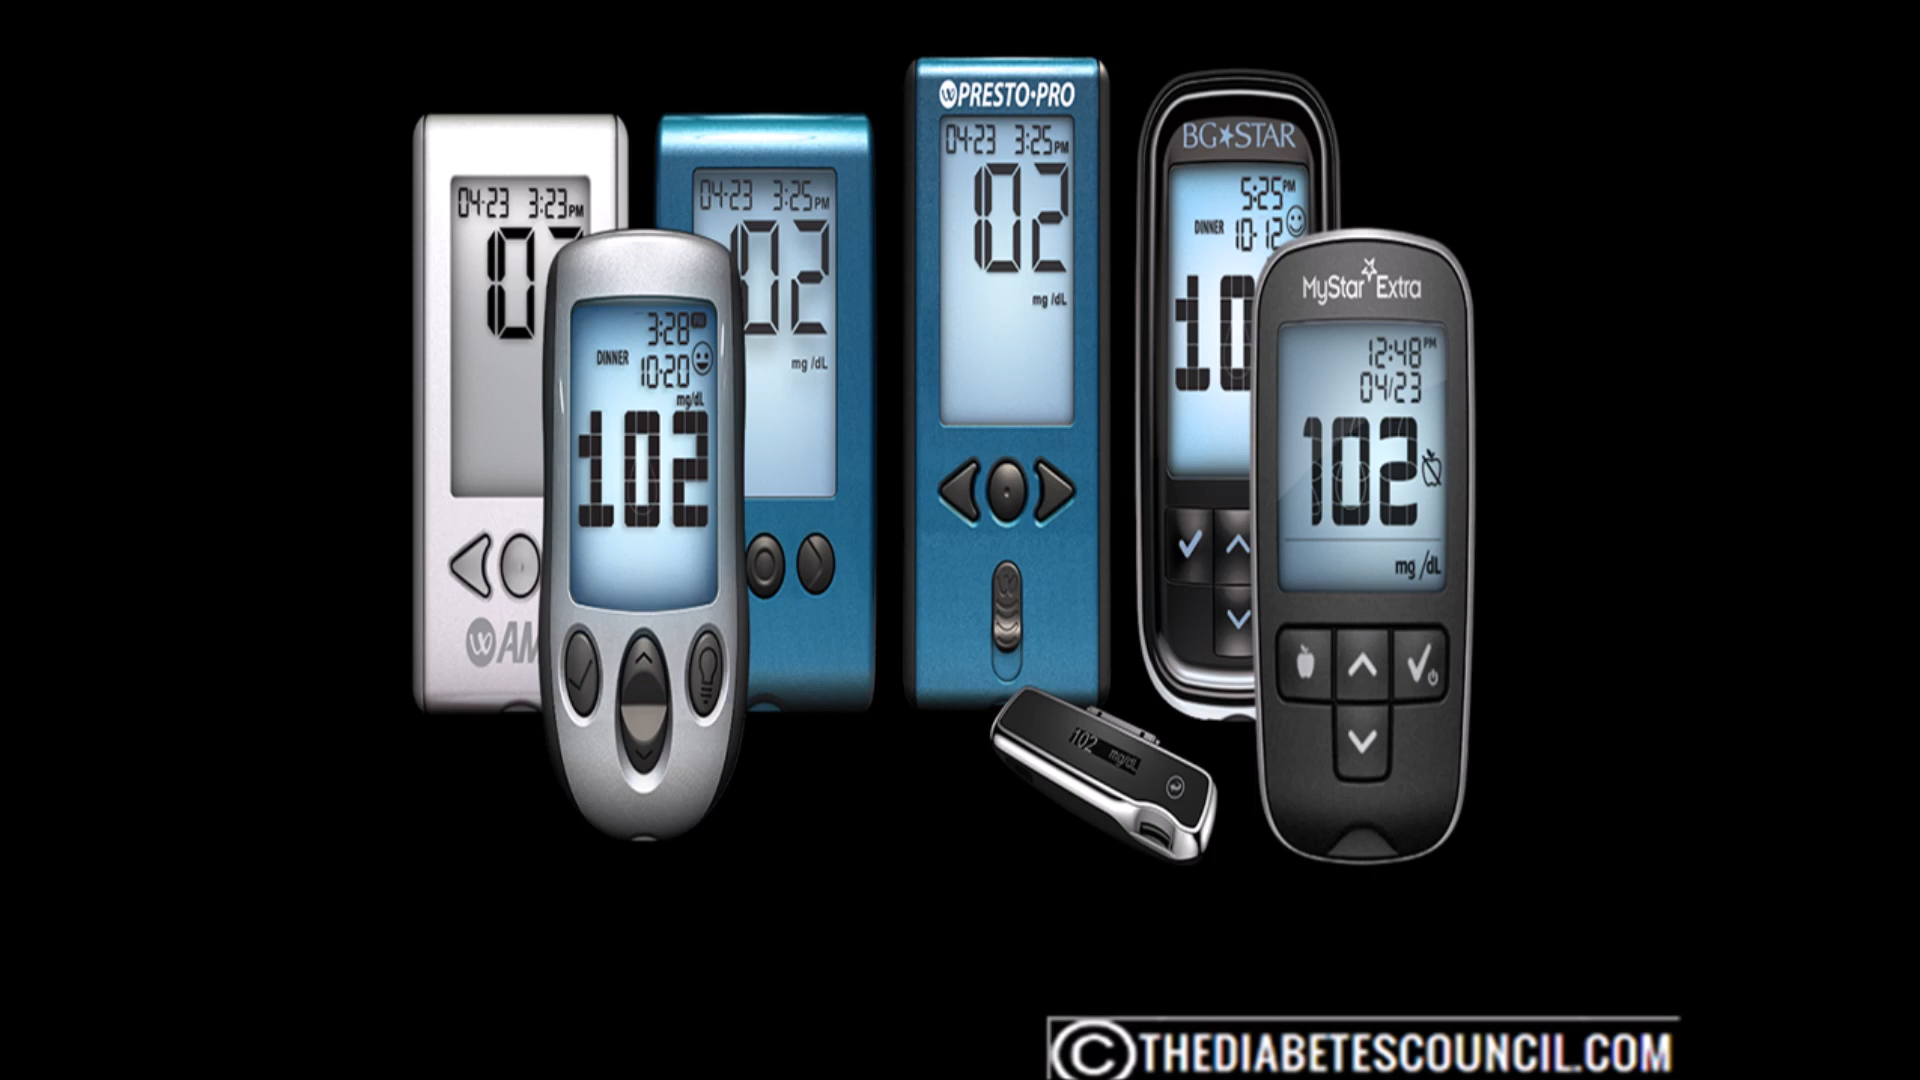 04-23 3:23PM
0
AM
3:28 PM
DINNER
10-20
mg/dL
102
04-23 3:25PM
02
mg /dL
PRESTO·PRO
04-23 3:25PM
02
mg /dL
102 mg/dL
BG★STAR
5:25PM
DINNER 10-12
10
MyStar Extra
12:48PM
04/23
102
mg /dL
© THEDIABETESCOUNCIL.COM